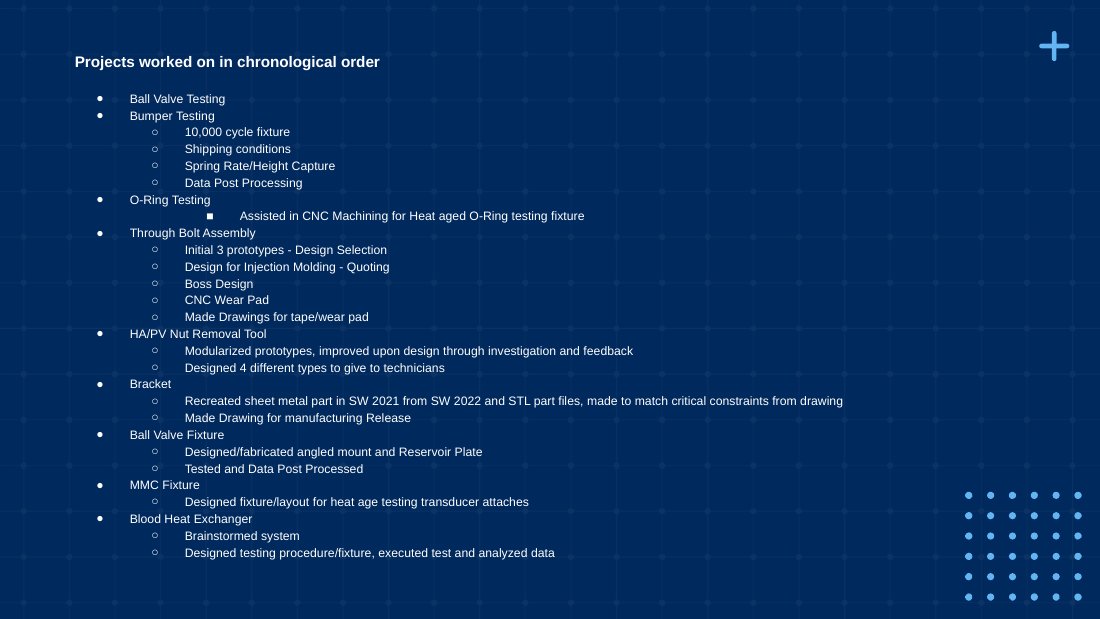 Projects worked on in chronological order
● Ball Valve Testing
● Bumper Testing
○ 10,000 cycle fixture
○ Shipping conditions
○ Spring Rate/Height Capture
○ Data Post Processing
● O-Ring Testing
■ Assisted in CNC Machining for Heat aged O-Ring testing fixture
● Through Bolt Assembly
○ Initial 3 prototypes - Design Selection
○ Design for Injection Molding - Quoting
○ Boss Design
○ CNC Wear Pad
○ Made Drawings for tape/wear pad
● HA/PV Nut Removal Tool
○ Modularized prototypes, improved upon design through investigation and feedback
○ Designed 4 different types to give to technicians
● Bracket
○ Recreated sheet metal part in SW 2021 from SW 2022 and STL part files, made to match critical constraints from drawing
○ Made Drawing for manufacturing Release
● Ball Valve Fixture
○ Designed/fabricated angled mount and Reservoir Plate
○ Tested and Data Post Processed
● MMC Fixture
○ Designed fixture/layout for heat age testing transducer attaches
● Blood Heat Exchanger
○ Brainstormed system
○ Designed testing procedure/fixture, executed test and analyzed data